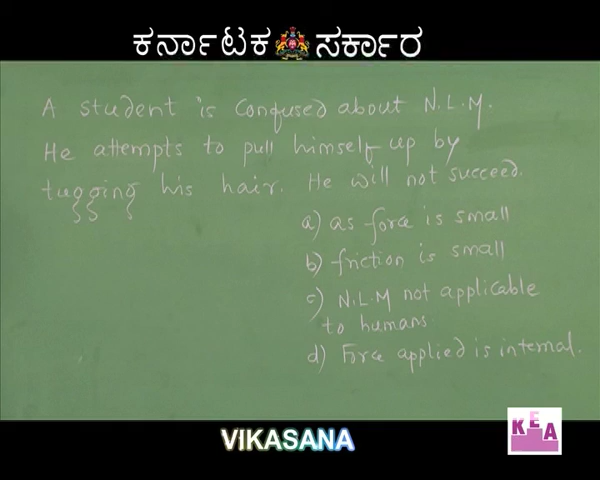 ಕರ್ನಾಟಕ ಸರ್ಕಾರ
A student is confused about N.L.M.
He attempts to pull himself up by
tugging his hair. He will not succeed.
a) as force is small
b) friction is small
c) N.L.M not applicable
to humans.
d) Force applied is internal.
KEA
VIKASANA